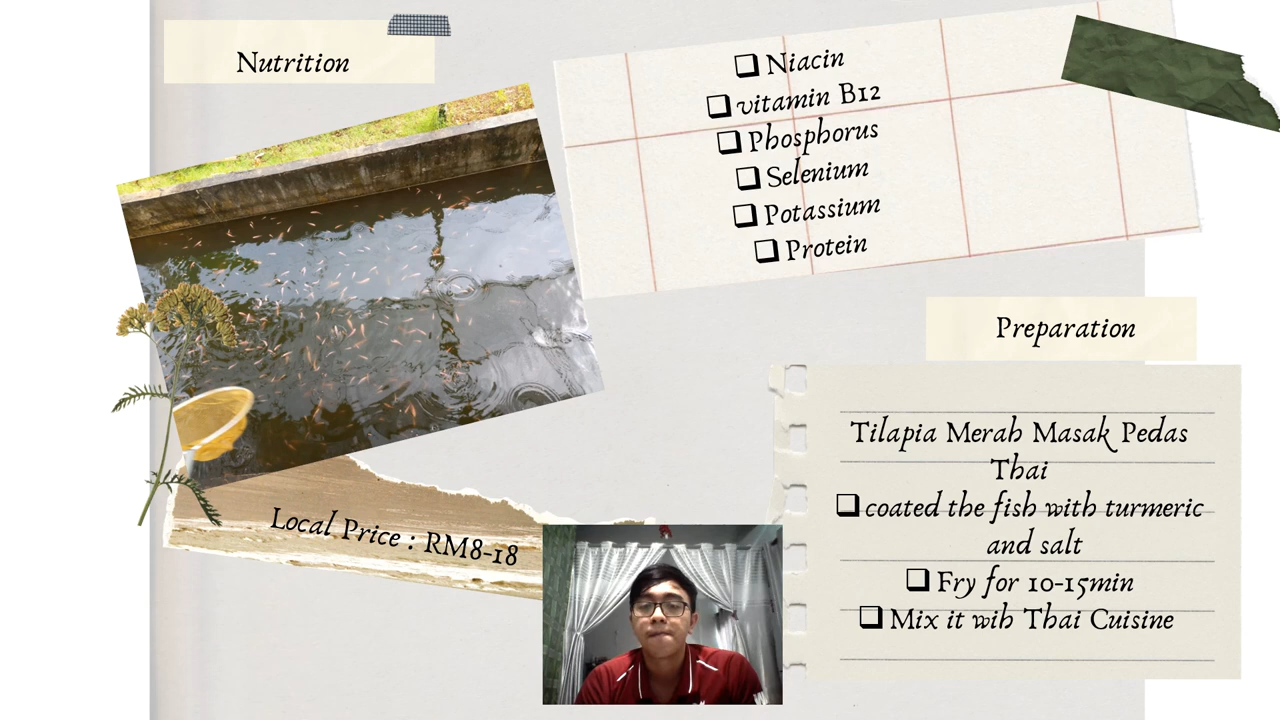 Nutrition
❑ Niacin
❑ vitamin B12
❑ Phosphorus
❑ Selenium
❑ Potassium
❑ Protein
Local Price : RM8-18
Preparation
Tilapia Merah Masak Pedas
Thai
❑ coated the fish with turmeric
and salt
❑ Fry for 10-15min
❑ Mix it wih Thai Cuisine